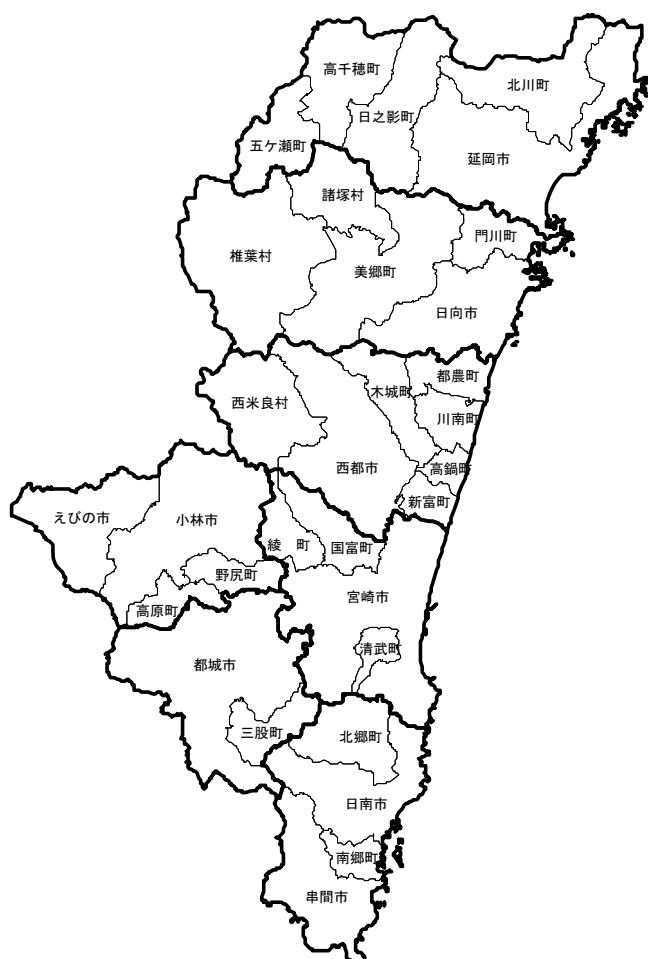 高千穂町
北川町
日之影町
五ケ瀬町
延岡市
諸塚村
門川町
椎葉村
美郷町
日向市
都農町
木城町
西米良村
川南町
西都市
高鍋町
新富町
えびの市
小林市
綾　町
国富町
野尻町
宮崎市
高原町
清武町
都城市
三股町
北郷町
日南市
南郷町
串間市